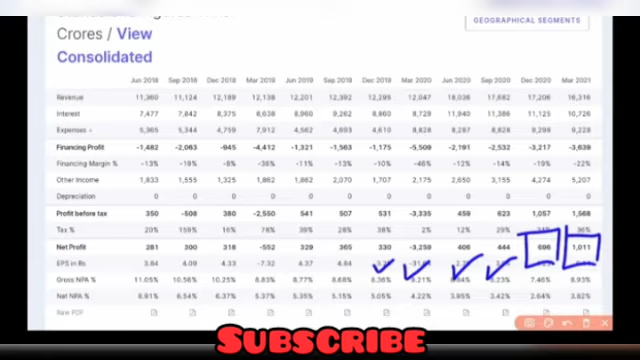 GEOGRAPHICAL SEGMENTS
Crores / View
Consolidated
Jun 2018 Sep 2018 Dec 2018 Mar 2019 Jun 2019 Sep 2019 Dec 2019 Mar 2020 Jun 2020 Sep 2020 Dec 2020 Mar 2021
Revenue 11,360 11,124 12,189 12,138 12,201 12,392 12,295 12,047 18,036 17,682 17,206 16,316
Interest 7,477 7,842 8,375 8,638 8,960 9,262 8,860 8,729 11,940 11,386 11,125 10,726
Expenses 5,365 5,344 4,759 7,912 4,562 4,693 4,610 8,828 8,287 8,828 9,298 9,228
Financing Profit -1,482 -2,063 -945 -4,412 -1,321 -1,563 -1,175 -5,509 -2,191 -2,532 -3,217 -3,639
Financing Margin % -13% -19% -8% -36% -11% -13% -10% -46% -12% -14% -19% -22%
Other Income 1,833 1,555 1,325 1,862 1,862 2,070 1,707 2,175 2,650 3,155 4,274 5,207
Depreciation 0 0 0 0 0 0 0 0 0 0 0 0
Profit before tax 350 -508 380 -2,550 541 507 531 -3,335 459 623 1,057 1,568
Tax % 20% 159% 16% 78% 39% 28% 38% 2% 12% 29% 36%
Net Profit 281 300 318 -552 329 365 330 -3,259 406 444 696 1,011
EPS in Rs 3.64 4.09 4.33 -7.32 4.37 4.84
Gross NPA % 11.05% 10.56% 10.25% 8.83% 8.77% 8.68% 8.36% 7.46% 8.93%
Net NPA % 6.91% 6.54% 6.37% 5.37% 5.35% 5.15% 5.05% 4.22% 3.95% 3.42% 2.64% 3.82%
Raw PDF
SUBSCRIBE